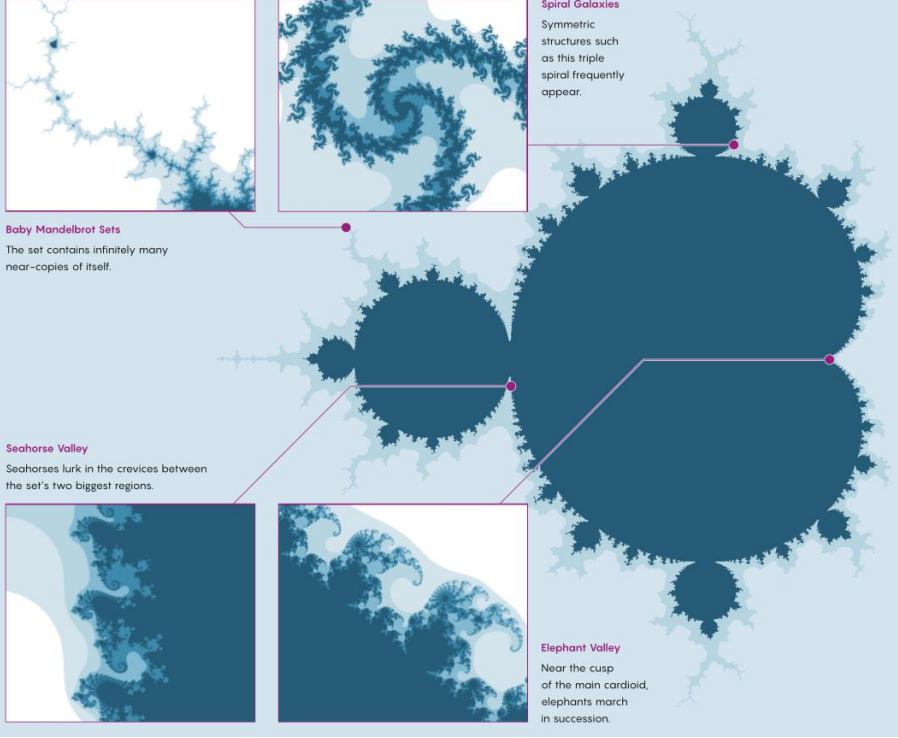 Spiral Galaxies
Symmetric
structures such
as this triple
spiral frequently
appear.
Baby Mandelbrot Sets
The set contains infinitely many
near-copies of itself.
Seahorse Valley
Seahorses lurk in the crevices between
the set's two biggest regions.
Elephant Valley
Near the cusp
of the main cardioid,
elephants march
in succession.